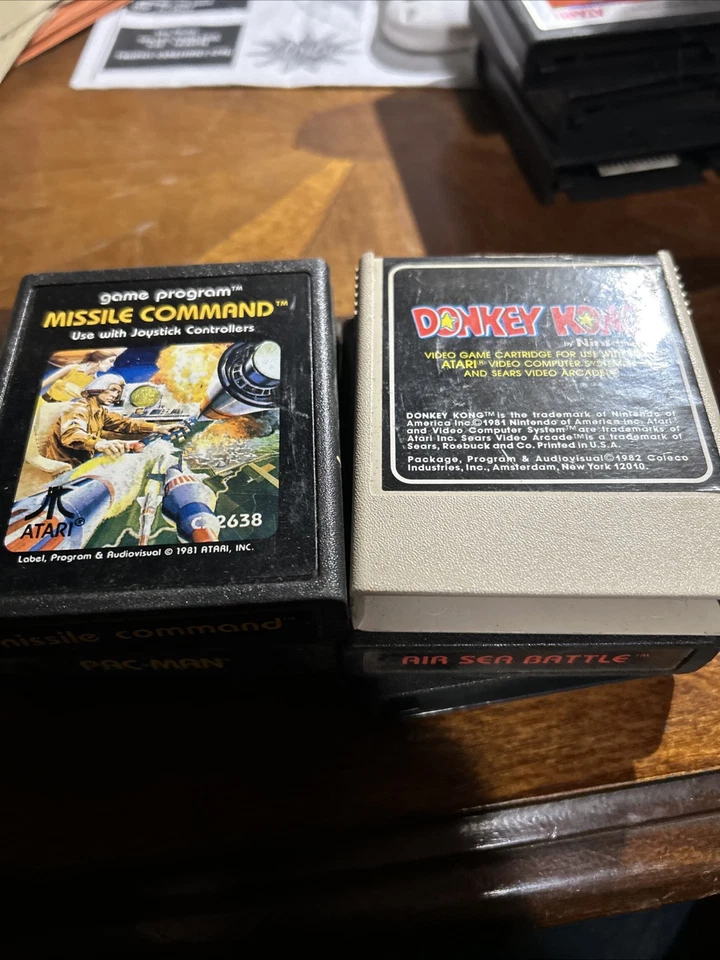 game program™
MISSILE COMMAND™
Use with Joystick Controllers
ATARI®
CX2638
Label, Program & Audiovisual © 1981 ATARI, INC.
missile command™
PAC-MAN™
DONKEY KONG
by
VIDEO GAME CARTRIDGE FOR USE WITH
ATARI® VIDEO COMPUTER SYSTEM
AND SEARS VIDEO ARCADE
DONKEY KONG™ is the trademark of Nintendo of
America Inc.©1981 Nintendo of America, Inc. Atari®
and Video Computer System™ are trademarks of
Atari Inc. Sears Video Arcade™ is a trademark of
Sears, Roebuck and Co. Printed in U.S.A.
Package, Program & Audiovisual©1982 Coleco
Industries, Inc., Amsterdam, New York 12010.
AIR SEA BATTLE™